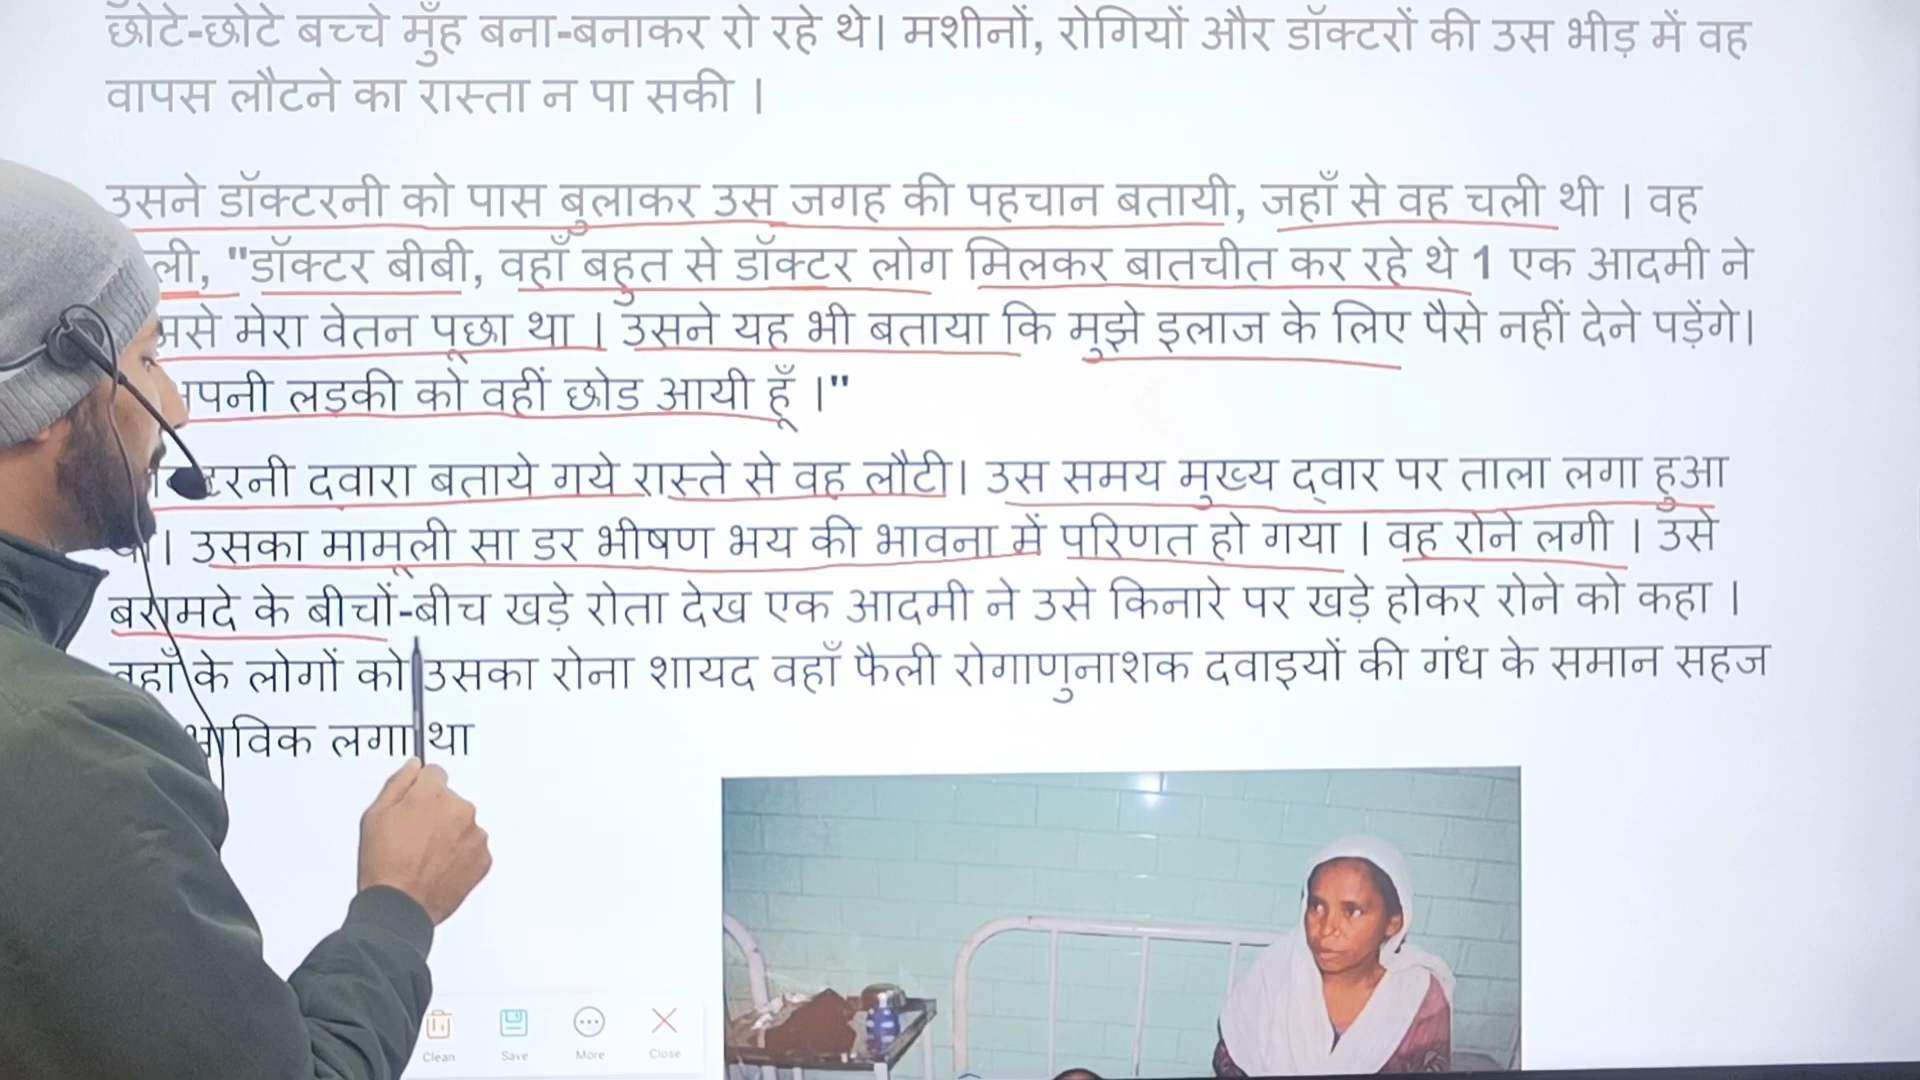 छोटे-छोटे बच्चे मुँह बना-बनाकर रो रहे थे। मशीनों, रोगियों और डॉक्टरों की उस भीड़ में वह
वापस लौटने का रास्ता न पा सकी ।
उसने डॉक्टरनी को पास बुलाकर उस जगह की पहचान बतायी, जहाँ से वह चली थी । वह
ली, "डॉक्टर बीबी, वहाँ बहुत से डॉक्टर लोग मिलकर बातचीत कर रहे थे 1 एक आदमी ने
मेरा वेतन पूछा था । उसने यह भी बताया कि मुझे इलाज के लिए पैसे नहीं देने पड़ेंगे।
पनी लड़की को वहीं छोड आयी हूँ ।"
टरनी दवारा बताये गये रास्ते से वह लौटी। उस समय मुख्य द्वार पर ताला लगा हुआ
। उसका मामूली सा डर भीषण भय की भावना में परिणत हो गया । वह रोने लगी । उसे
बरामदे के बीचों-बीच खड़े रोता देख एक आदमी ने उसे किनारे पर खड़े होकर रोने को कहा ।
वहाँ के लोगों को उसका रोना शायद वहाँ फैली रोगाणुनाशक दवाइयों की गंध के समान सहज
भाविक लगा था
Clean Save More Close